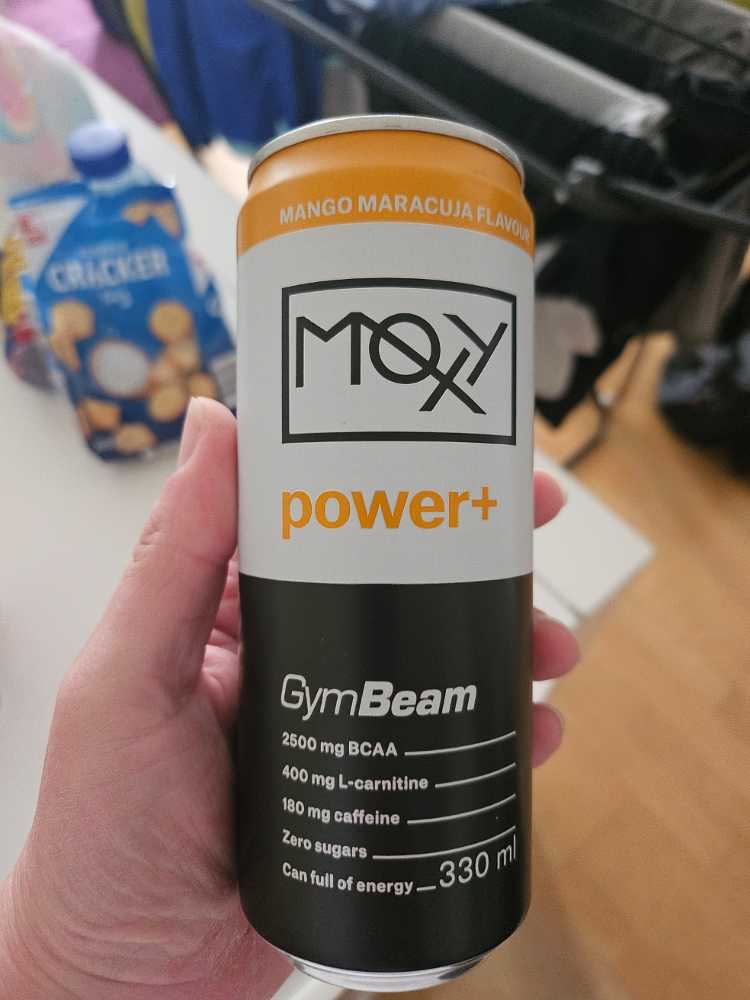 MANGO MARACUJA FLAVOUR
MOXY
power+
GymBeam
2500 mg BCAA
400 mg L-carnitine
180 mg caffeine
Zero sugars
Can full of energy
330 ml
CRACKER